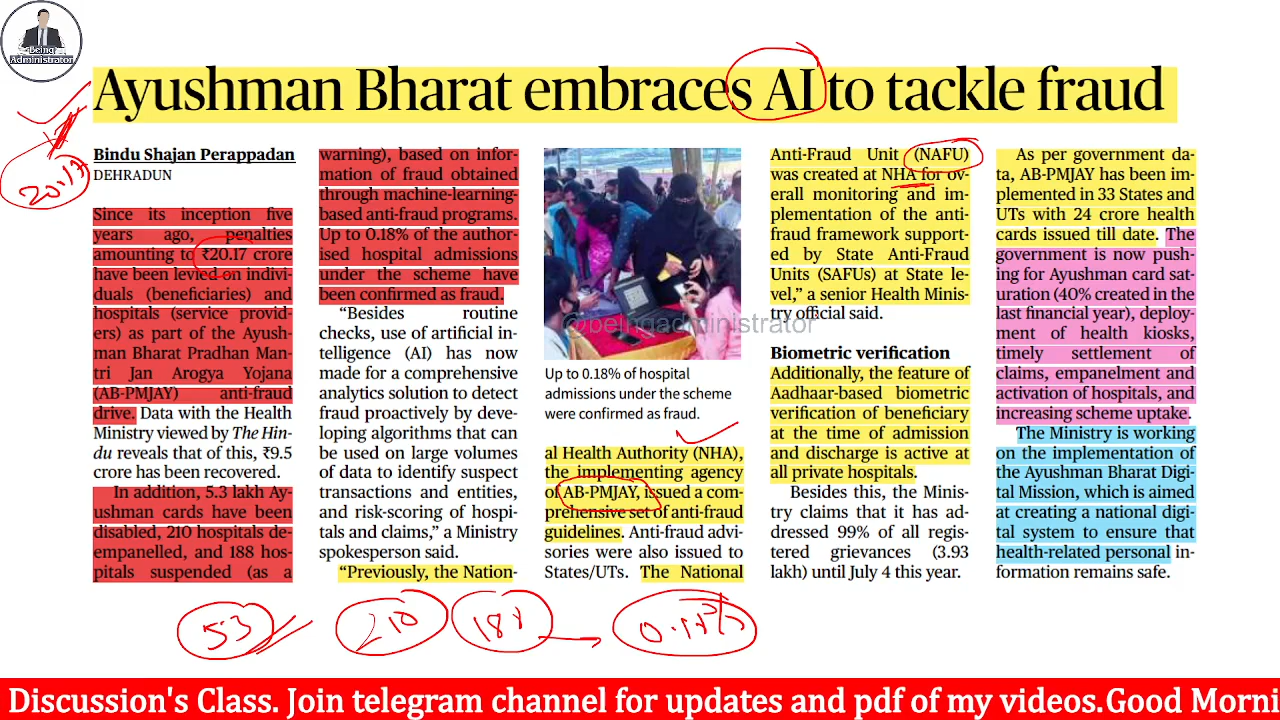 Being
Administrator
Ayushman Bharat embraces AI to tackle fraud
20.17
Bindu Shajan Perappadan
DEHRADUN
Since its inception five
years ago, penalties
amounting to ₹20.17 crore
have been levied on indivi-
duals (beneficiaries) and
hospitals (service provid-
ers) as part of the Ayush-
man Bharat Pradhan Man-
tri Jan Arogya Yojana
(AB-PMJAY) anti-fraud
drive. Data with the Health
Ministry viewed by The Hin-
du reveals that of this, ₹9.5
crore has been recovered.
In addition, 5.3 lakh Ay-
ushman cards have been
disabled, 210 hospitals de-
empanelled, and 188 hos-
pitals suspended (as a
warning), based on infor-
mation of fraud obtained
through machine-learning-
based anti-fraud programs.
Up to 0.18% of the author-
ised hospital admissions
under the scheme have
been confirmed as fraud.
“Besides routine
checks, use of artificial in-
telligence (AI) has now
made for a comprehensive
analytics solution to detect
fraud proactively by deve-
loping algorithms that can
be used on large volumes
of data to identify suspect
transactions and entities,
and risk-scoring of hospi-
tals and claims,” a Ministry
spokesperson said.
“Previously, the Nation-
@beingadministrator
Up to 0.18% of hospital
admissions under the scheme
were confirmed as fraud.
al Health Authority (NHA),
the implementing agency
of AB-PMJAY, issued a com-
prehensive set of anti-fraud
guidelines. Anti-fraud advi-
sories were also issued to
States/UTs. The National
Anti-Fraud Unit (NAFU)
was created at NHA for ov-
erall monitoring and im-
plementation of the anti-
fraud framework support-
ed by State Anti-Fraud
Units (SAFUs) at State le-
vel,” a senior Health Minis-
try official said.
Biometric verification
Additionally, the feature of
Aadhaar-based biometric
verification of beneficiary
at the time of admission
and discharge is active at
all private hospitals.
Besides this, the Minis-
try claims that it has ad-
dressed 99% of all regis-
tered grievances (3.93
lakh) until July 4 this year.
As per government da-
ta, AB-PMJAY has been im-
plemented in 33 States and
UTs with 24 crore health
cards issued till date. The
government is now push-
ing for Ayushman card sat-
uration (40% created in the
last financial year), deploy-
ment of health kiosks,
timely settlement of
claims, empanelment and
activation of hospitals, and
increasing scheme uptake.
The Ministry is working
on the implementation of
the Ayushman Bharat Digi-
tal Mission, which is aimed
at creating a national digi-
tal system to ensure that
health-related personal in-
formation remains safe.
5.3 210 188 0.18%
Discussion's Class. Join telegram channel for updates and pdf of my videos.Good Morni